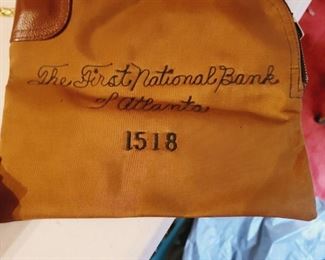 The First National Bank
of Atlanta
1518